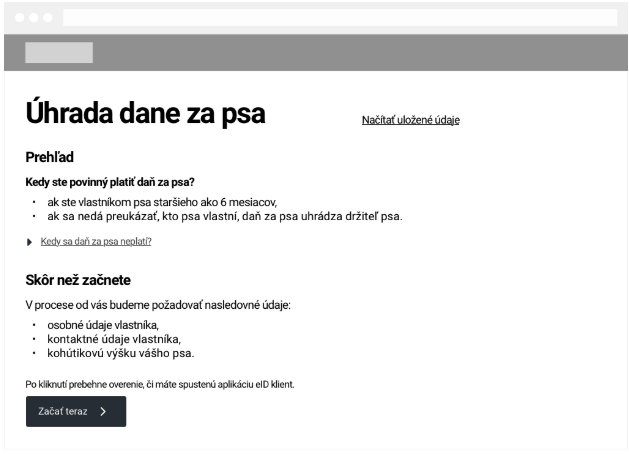 Úhrada dane za psa
Načítať uložené údaje
Prehľad
Kedy ste povinný platiť daň za psa?
• ak ste vlastníkom psa staršieho ako 6 mesiacov,
• ak sa nedá preukázať, kto psa vlastní, daň za psa uhrádza držiteľ psa.
Kedy sa daň za psa neplatí?
Skôr než začnete
V procese od vás budeme požadovať nasledovné údaje:
• osobné údaje vlastníka,
• kontaktné údaje vlastníka,
• kohútikovú výšku vášho psa.
Po kliknutí prebehne overenie, či máte spustenú aplikáciu eID klient.
Začať teraz